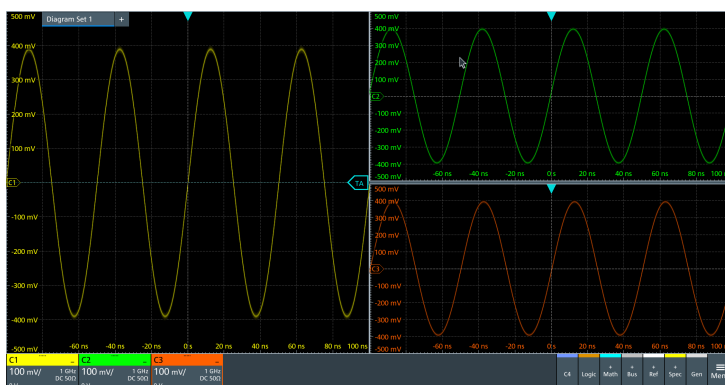 500 mV
Diagram Set 1 +
400 mV
300 mV
200 mV
100 mV
C1
TA
-100 mV
-200 mV
-300 mV
-400 mV
-500 mV
-80 ns -40 ns -20 ns 0 s 20 ns 40 ns 60 ns 80 ns 100 ns
500 mV
400 mV
300 mV
200 mV
100 mV
C2
-100 mV
-200 mV
-300 mV
-400 mV
-500 mV
-60 ns -40 ns -20 ns 0 s 20 ns 40 ns 60 ns 80 ns 100
500 mV
400 mV
300 mV
200 mV
100 mV
C3
-100 mV
-200 mV
-300 mV
-400 mV
-500 mV
-60 ns -40 ns -20 ns 0 s 20 ns 40 ns 60 ns 80 ns 100
C1
100 mV/ 1 GHz
DC 50Ω
C2
100 mV/ 1 GHz
DC 50Ω
C3
100 mV/ 1 GHz
DC 50Ω
C4
Logic
+
Math
+
Bus
+
Ref
+
Spec
Gen